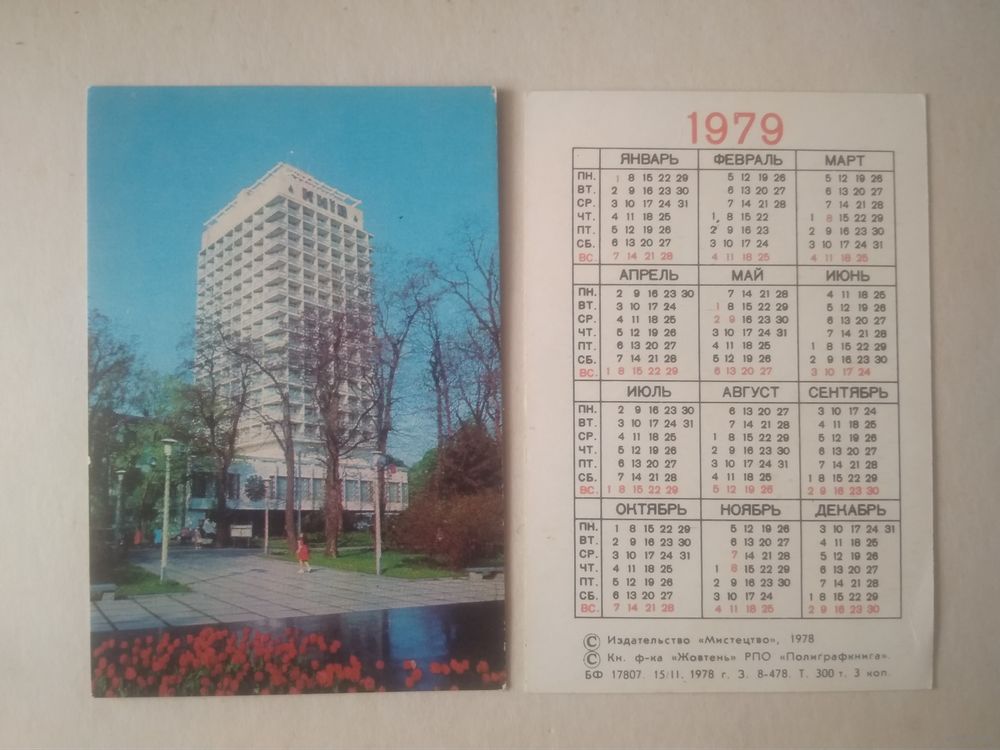 КИЇВ
1979
ЯНВАРЬ ФЕВРАЛЬ МАРТ
ПН. 1 8 15 22 29 5 12 19 26 5 12 19 26
ВТ. 2 9 16 23 30 6 13 20 27 6 13 20 27
СР. 3 10 17 24 31 7 14 21 28 7 14 21 28
ЧТ. 4 11 18 25 1 8 15 22 1 8 15 22 29
ПТ. 5 12 19 26 2 9 16 23 2 9 16 23 30
СБ. 6 13 20 27 3 10 17 24 3 10 17 24 31
ВС. 7 14 21 28 4 11 18 25 4 11 18 25
АПРЕЛЬ МАЙ ИЮНЬ
ПН. 2 9 16 23 30 7 14 21 28 4 11 18 25
ВТ. 3 10 17 24 1 8 15 22 29 5 12 19 26
СР. 4 11 18 25 2 9 16 23 30 6 13 20 27
ЧТ. 5 12 19 26 3 10 17 24 31 7 14 21 28
ПТ. 6 13 20 27 4 11 18 25 1 8 15 22 29
СБ. 7 14 21 28 5 12 19 26 2 9 16 23 30
ВС. 1 8 15 22 29 6 13 20 27 3 10 17 24
ИЮЛЬ АВГУСТ СЕНТЯБРЬ
ПН. 2 9 16 23 30 6 13 20 27 3 10 17 24
ВТ. 3 10 17 24 31 7 14 21 28 4 11 18 25
СР. 4 11 18 25 1 8 15 22 29 5 12 19 26
ЧТ. 5 12 19 26 2 9 16 23 30 6 13 20 27
ПТ. 6 13 20 27 3 10 17 24 31 7 14 21 28
СБ. 7 14 21 28 4 11 18 25 1 8 15 22 29
ВС. 1 8 15 22 29 5 12 19 26 2 9 16 23 30
ОКТЯБРЬ НОЯБРЬ ДЕКАБРЬ
ПН. 1 8 15 22 29 5 12 19 26 3 10 17 24 31
ВТ. 2 9 16 23 30 6 13 20 27 4 11 18 25
СР. 3 10 17 24 31 7 14 21 28 5 12 19 26
ЧТ. 4 11 18 25 1 8 15 22 29 6 13 20 27
ПТ. 5 12 19 26 2 9 16 23 30 7 14 21 28
СБ. 6 13 20 27 3 10 17 24 1 8 15 22 29
ВС. 7 14 21 28 4 11 18 25 2 9 16 23 30
© Издательство «Мистецтво», 1978
© Кн. ф-ка «Жовтень» РПО «Полиграфкнига».
БФ 17807. 15/II. 1978 г. З. 8-478. Т. 300 т. 3 коп.